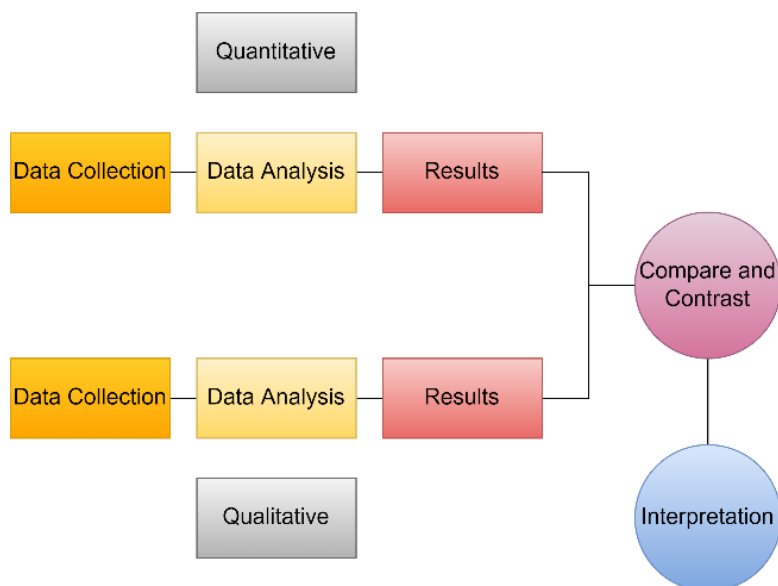 Quantitative
Data Collection
Data Analysis
Results
Compare and
Contrast
Data Collection
Data Analysis
Results
Qualitative
Interpretation